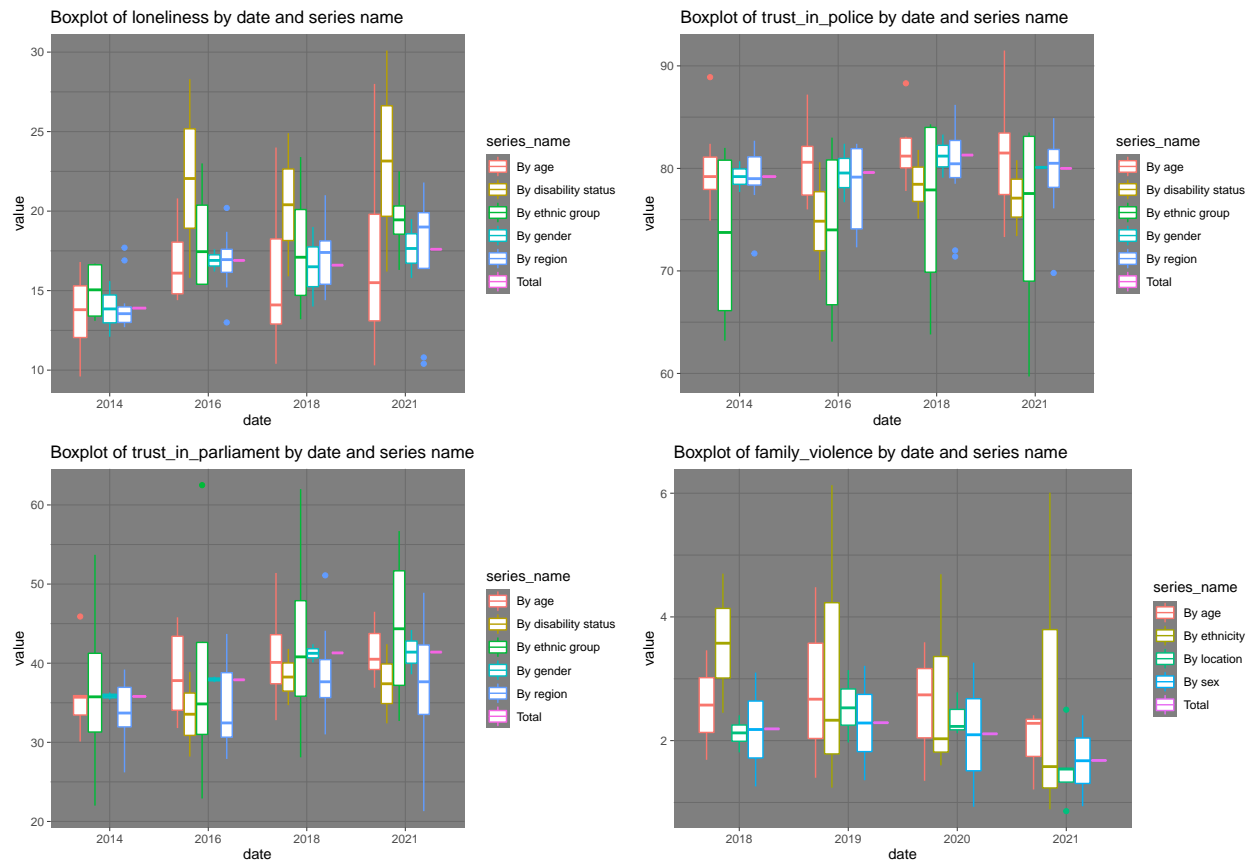 Boxplot of loneliness by date and series name
value
30
25
20
15
10
2014
2016
2018
2021
date
series_name
By age
By disability status
By ethnic group
By gender
By region
Total
Boxplot of trust_in_police by date and series name
value
90
80
70
60
2014
2016
2018
2021
date
series_name
By age
By disability status
By ethnic group
By gender
By region
Total
Boxplot of trust_in_parliament by date and series name
value
60
50
40
30
20
2014
2016
2018
2021
date
series_name
By age
By disability status
By ethnic group
By gender
By region
Total
Boxplot of family_violence by date and series name
value
6
4
2
2018
2019
2020
2021
date
series_name
By age
By ethnicity
By location
By sex
Total